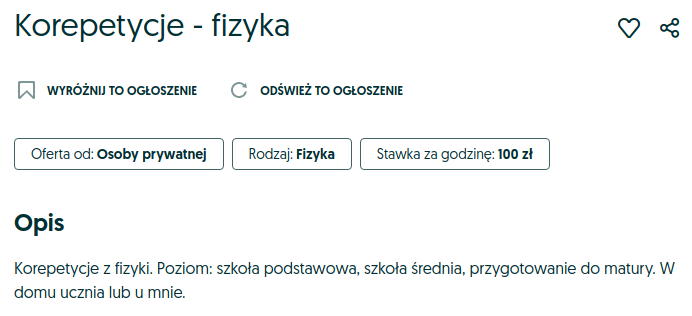 Korepetycje - fizyka
WYRÓŻNIJ TO OGŁOSZENIE
ODŚWIEŻ TO OGŁOSZENIE
Oferta od: Osoby prywatnej
Rodzaj: Fizyka
Stawka za godzinę: 100 zł
Opis
Korepetycje z fizyki. Poziom: szkoła podstawowa, szkoła średnia, przygotowanie do matury. W
domu ucznia lub u mnie.